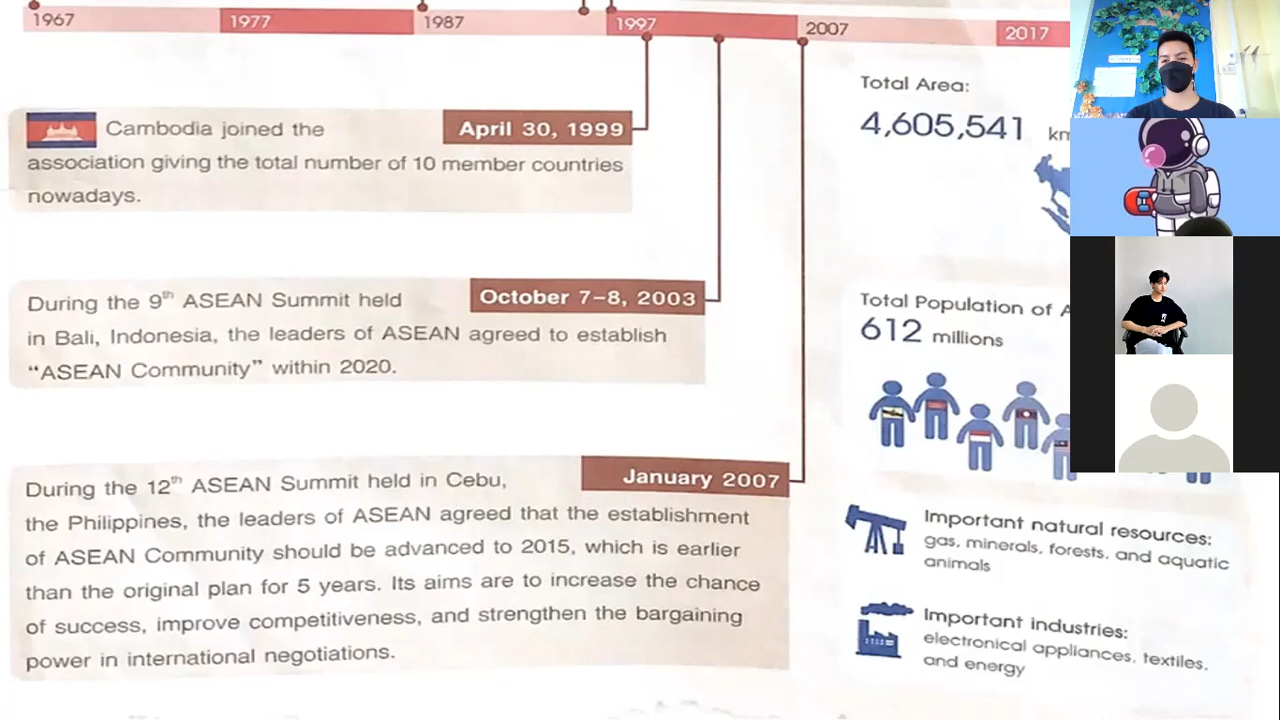 1967 1977 1987 1997 2007 2017
Cambodia joined the
April 30, 1999
association giving the total number of 10 member countries
nowadays.
During the 9th ASEAN Summit held
October 7–8, 2003
in Bali, Indonesia, the leaders of ASEAN agreed to establish
“ASEAN Community” within 2020.
During the 12th ASEAN Summit held in Cebu,
January 2007
the Philippines, the leaders of ASEAN agreed that the establishment
of ASEAN Community should be advanced to 2015, which is earlier
than the original plan for 5 years. Its aims are to increase the chance
of success, improve competitiveness, and strengthen the bargaining
power in international negotiations.
Total Area:
4,605,541 km
Total Population of A
612 millions
Important natural resources:
gas, minerals, forests, and aquatic
animals
Important industries:
electronical appliances, textiles,
and energy